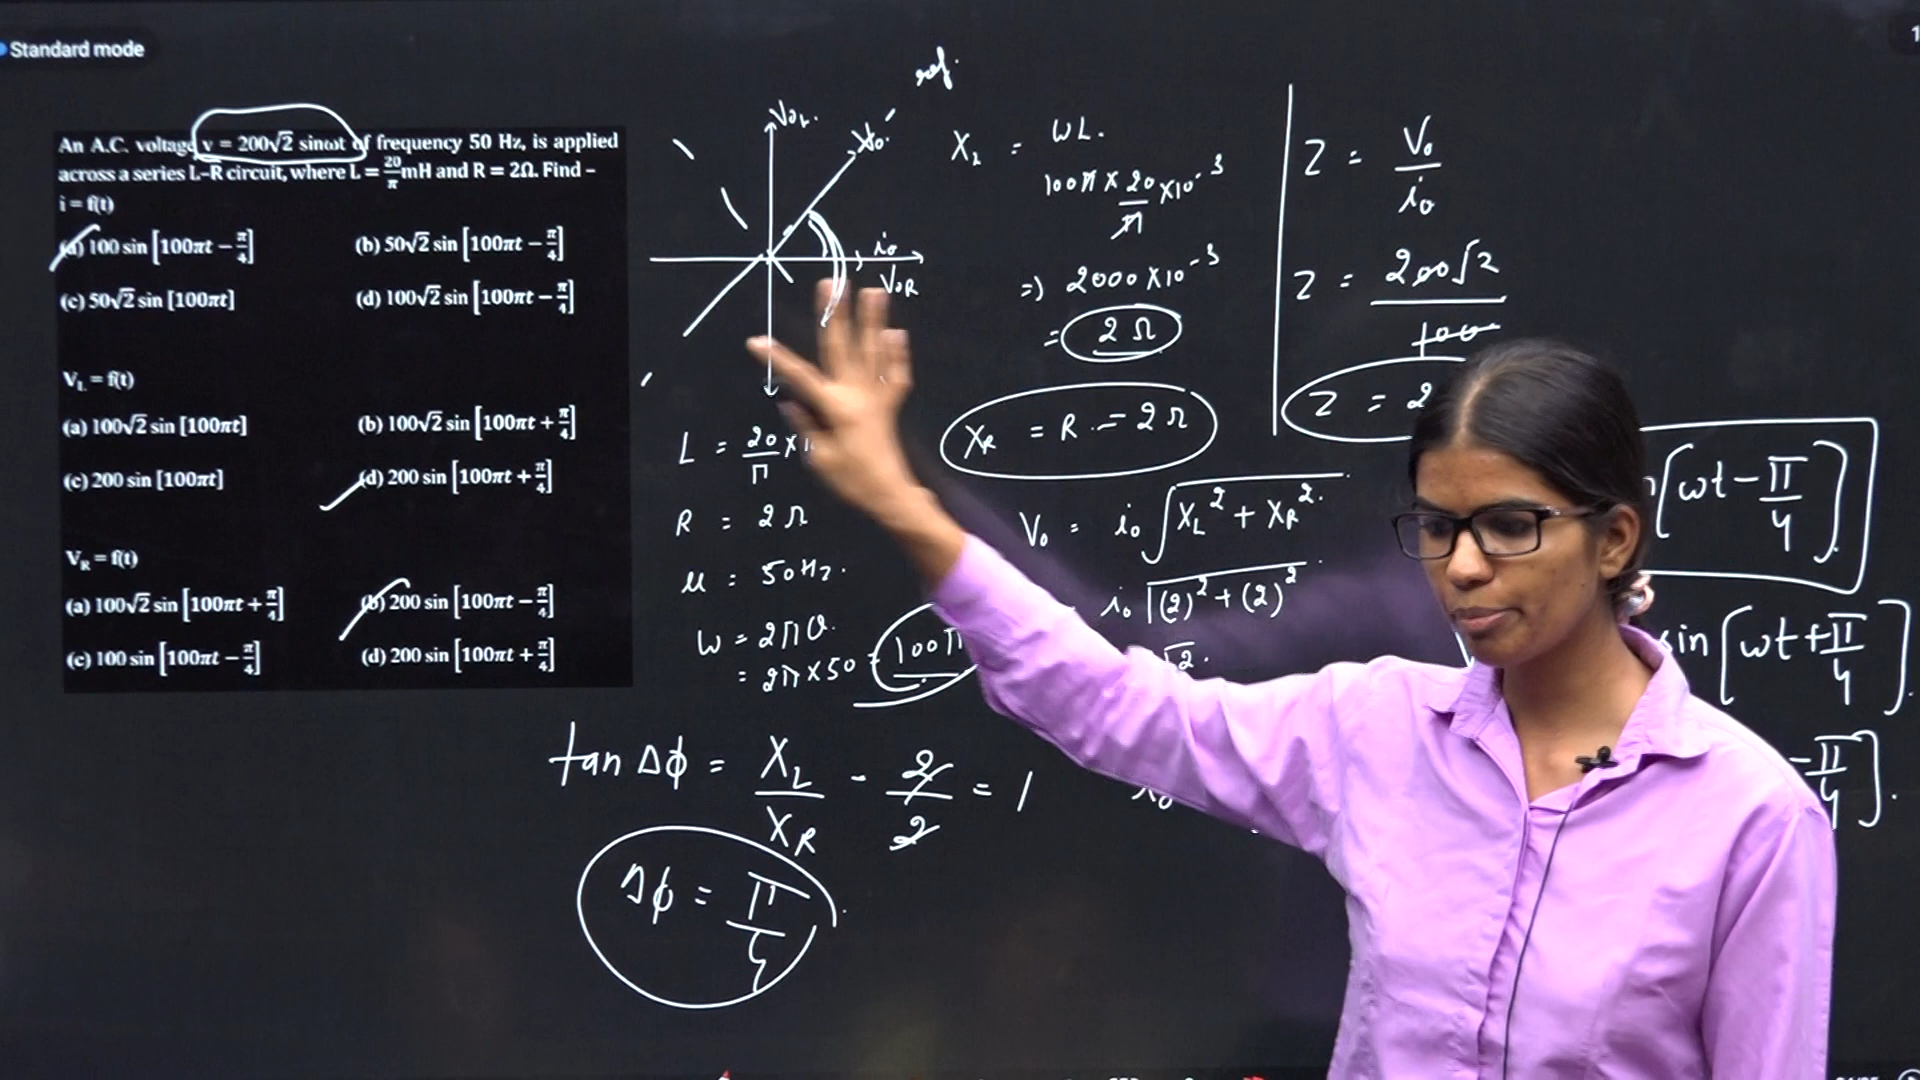 Standard mode
An A.C. voltage v = 200√2 sinωt of frequency 50 Hz, is applied
across a series L–R circuit, where L = 20/π mH and R = 2Ω. Find –
i = f(t)
(a) 100 sin [100πt − π/4]
(b) 50√2 sin [100πt − π/4]
(c) 50√2 sin [100πt]
(d) 100√2 sin [100πt − π/4]
V_L = f(t)
(a) 100√2 sin [100πt]
(b) 100√2 sin [100πt + π/4]
(c) 200 sin [100πt]
(d) 200 sin [100πt + π/4]
V_R = f(t)
(a) 100√2 sin [100πt + π/4]
(b) 200 sin [100πt − π/4]
(c) 100 sin [100πt − π/4]
(d) 200 sin [100πt + π/4]
ref.
V₀L.
V₀
i₀
V₀R
L = 20/π ×
R = 2Ω
= 50Hz.
ω = 2πυ.
= 2π × 50 = 100π
X_L = ωL.
100π × 20/π × 10⁻³
=) 2000 × 10⁻³
= 2Ω
X_R = R = 2Ω
V₀ = i₀ √X_L² + X_R².
i₀ √(2)² + (2)²
√2.
i₀
Z = V₀/i₀
Z = 200√2/100
Z = 2
[ωt − π/4]
sin [ωt + π/4].
− π/4].
tan Δϕ = X_L/X_R - 2/2 = 1
Δϕ = π/4